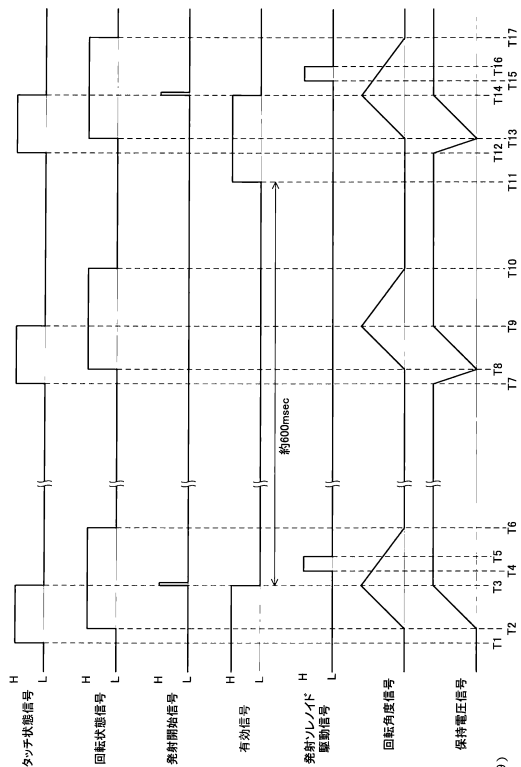 H
タッチ状態信号
L
H
回転状態信号
L
発射開始信号
H
有効信号
L
約600msec
H
発射ソレノイド
駆動信号
L
回転角度信号
保持電圧信号
T1 T2 T3 T4 T5 T6 T7 T8 T9 T10 T11 T12 T13 T14 T15 T16 T17
9)